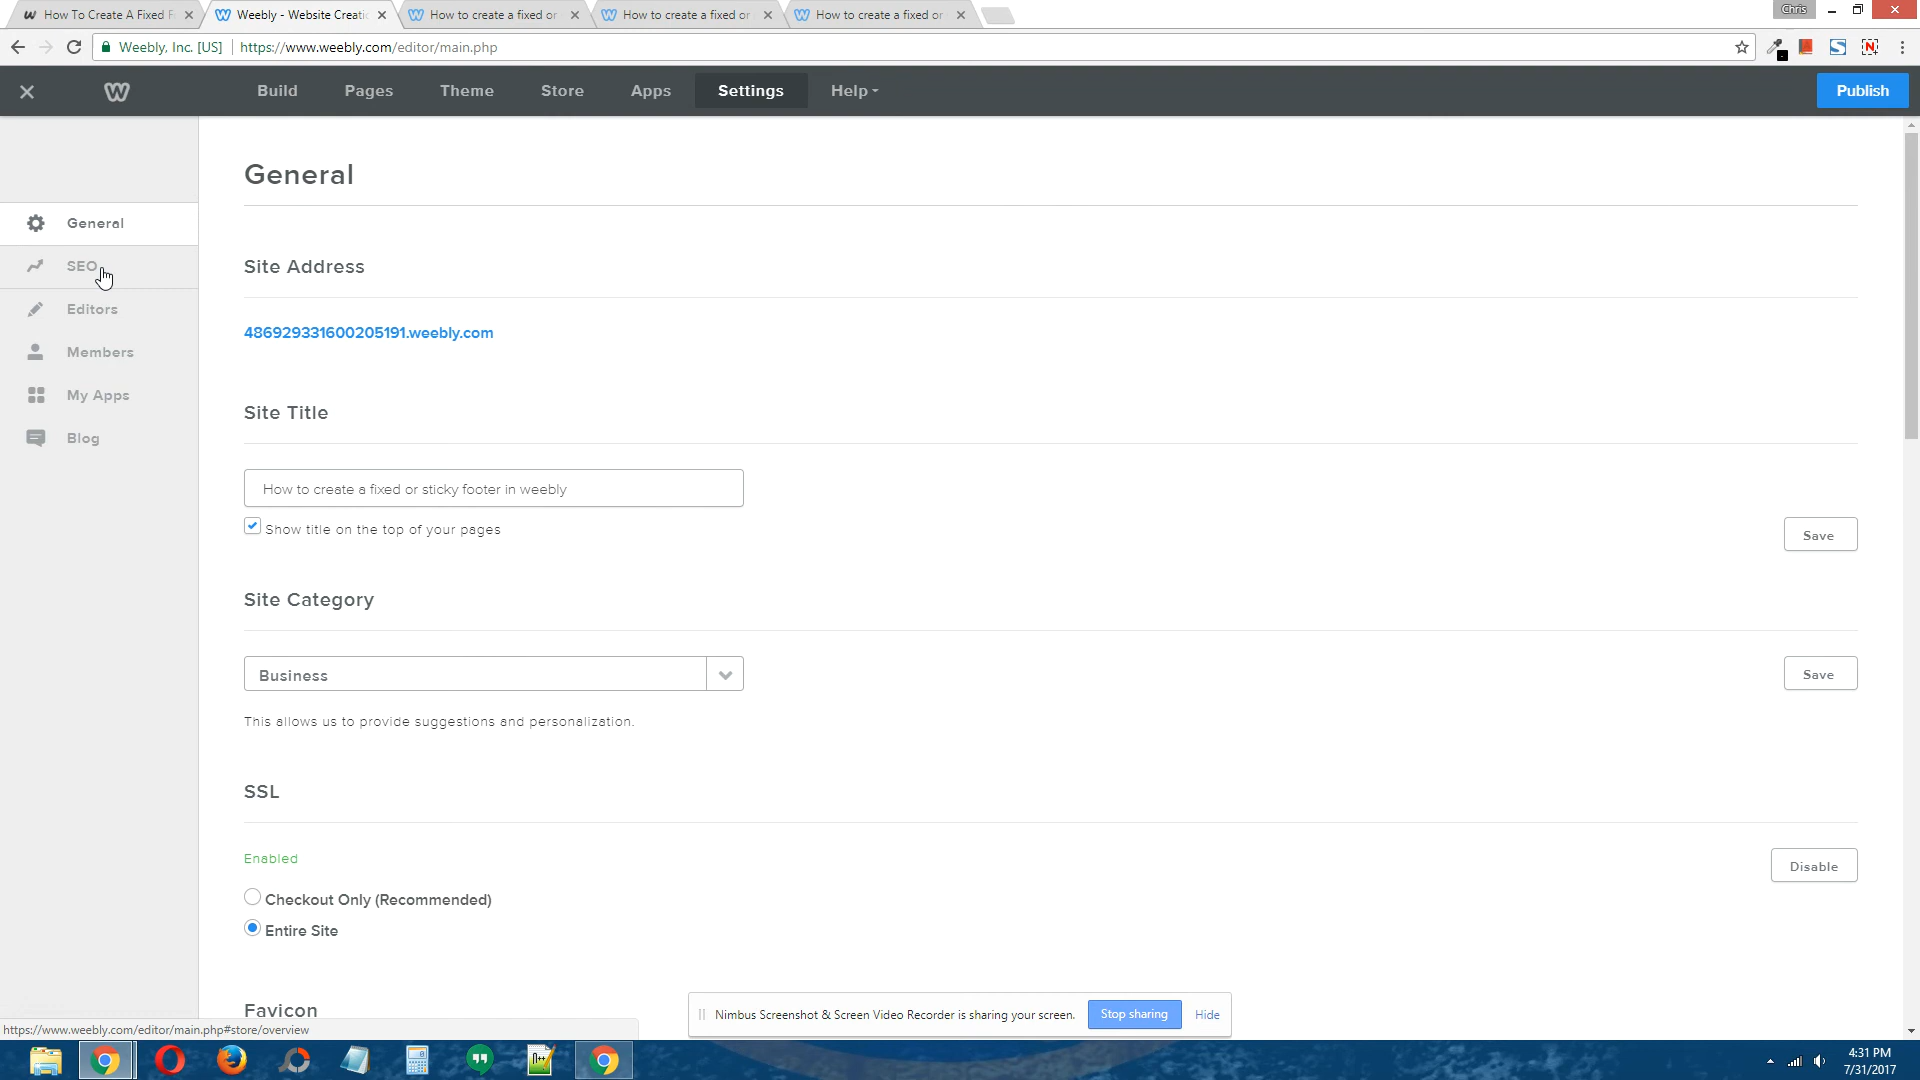 How To Create A Fixed F
Weebly - Website Creatio
How to create a fixed or
How to create a fixed or
How to create a fixed or
Chris
Weebly, Inc. [US]
https://www.weebly.com/editor/main.php
Build
Pages
Theme
Store
Apps
Settings
Help
Publish
General
SEO
Editors
Members
My Apps
Blog
General
Site Address
486929331600205191.weebly.com
Site Title
How to create a fixed or sticky footer in weebly
Show title on the top of your pages
Save
Site Category
Business
Save
This allows us to provide suggestions and personalization.
SSL
Enabled
Disable
Checkout Only (Recommended)
Entire Site
Favicon
Nimbus Screenshot & Screen Video Recorder is sharing your screen.
Stop sharing
Hide
https://www.weebly.com/editor/main.php#store/overview
4:31 PM
7/31/2017